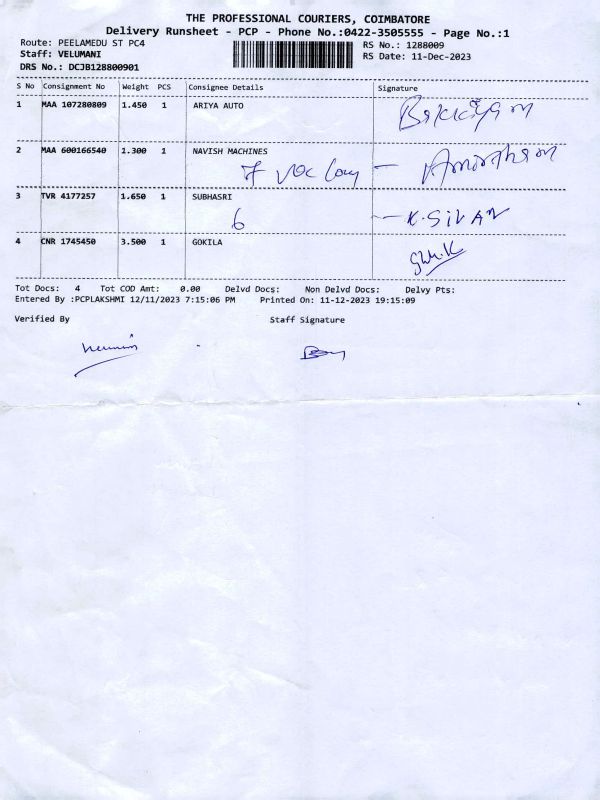 THE PROFESSIONAL COURIERS, COIMBATORE
Delivery Runsheet - PCP - Phone No.:0422-3505555 - Page No.:1
Route: PEELAMEDU ST PC4
RS No.: 1288009
Staff: VELUMANI
RS Date: 11-Dec-2023
DRS No.: DCJB128800901
S No Consignment No Weight PCS Consignee Details Signature
1 MAA 107280809 1.450 1 ARIYA AUTO
2 MAA 600166540 1.300 1 NAVISH MACHINES
3 TVR 4177257 1.650 1 SUBHASRI
6 - K.SiVAN
4 CNR 1745450 3.500 1 GOKILA
Tot Docs: 4 Tot COD Amt: 0.00 Delvd Docs: Non Delvd Docs: Delvy Pts:
Entered By :PCPLAKSHMI 12/11/2023 7:15:06 PM Printed On: 11-12-2023 19:15:09
Verified By Staff Signature